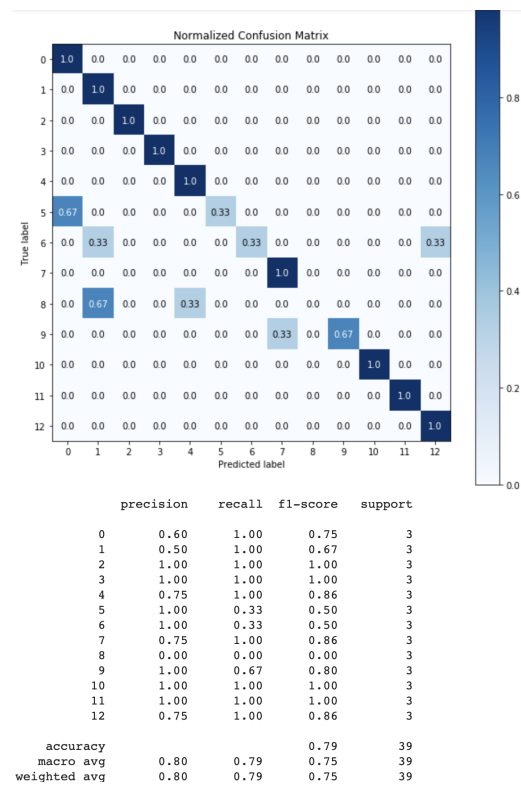 Normalized Confusion Matrix
0 1.0 0.0 0.0 0.0 0.0 0.0 0.0 0.0 0.0 0.0 0.0 0.0 0.0
1 0.0 1.0 0.0 0.0 0.0 0.0 0.0 0.0 0.0 0.0 0.0 0.0 0.0
2 0.0 0.0 1.0 0.0 0.0 0.0 0.0 0.0 0.0 0.0 0.0 0.0 0.0
3 0.0 0.0 0.0 1.0 0.0 0.0 0.0 0.0 0.0 0.0 0.0 0.0 0.0
4 0.0 0.0 0.0 0.0 1.0 0.0 0.0 0.0 0.0 0.0 0.0 0.0 0.0
5 0.67 0.0 0.0 0.0 0.0 0.33 0.0 0.0 0.0 0.0 0.0 0.0 0.0
6 0.0 0.33 0.0 0.0 0.0 0.0 0.33 0.0 0.0 0.0 0.0 0.0 0.33
7 0.0 0.0 0.0 0.0 0.0 0.0 0.0 1.0 0.0 0.0 0.0 0.0 0.0
8 0.0 0.67 0.0 0.0 0.33 0.0 0.0 0.0 0.0 0.0 0.0 0.0 0.0
9 0.0 0.0 0.0 0.0 0.0 0.0 0.0 0.33 0.0 0.67 0.0 0.0 0.0
10 0.0 0.0 0.0 0.0 0.0 0.0 0.0 0.0 0.0 0.0 1.0 0.0 0.0
11 0.0 0.0 0.0 0.0 0.0 0.0 0.0 0.0 0.0 0.0 0.0 1.0 0.0
12 0.0 0.0 0.0 0.0 0.0 0.0 0.0 0.0 0.0 0.0 0.0 0.0 1.0
0 1 2 3 4 5 6 7 8 9 10 11 12
True label
Predicted label
0.8
0.6
0.4
0.2
0.0
precision recall f1-score support
0 0.60 1.00 0.75 3
1 0.50 1.00 0.67 3
2 1.00 1.00 1.00 3
3 1.00 1.00 1.00 3
4 0.75 1.00 0.86 3
5 1.00 0.33 0.50 3
6 1.00 0.33 0.50 3
7 0.75 1.00 0.86 3
8 0.00 0.00 0.00 3
9 1.00 0.67 0.80 3
10 1.00 1.00 1.00 3
11 1.00 1.00 1.00 3
12 0.75 1.00 0.86 3
accuracy 0.79 39
macro avg 0.80 0.79 0.75 39
weighted avg 0.80 0.79 0.75 39